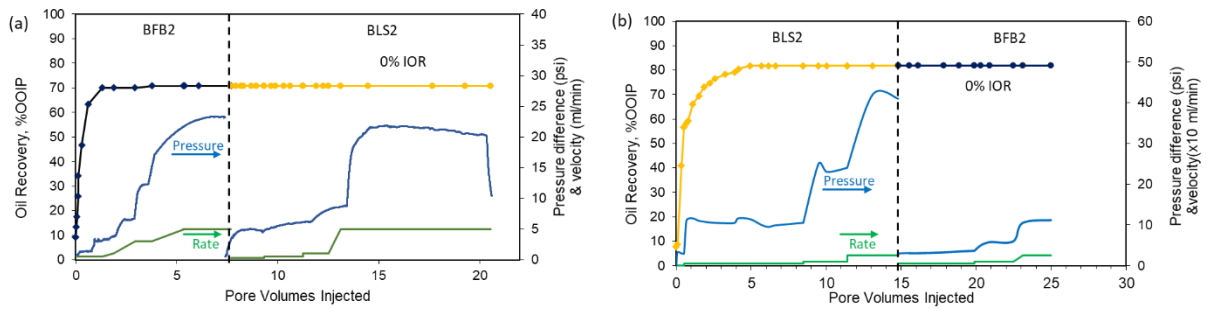 (a)
BFB2
BLS2
0% IOR
Pressure
Rate
Oil Recovery, %OOIP
100
90
80
70
60
50
40
30
20
10
0
0
5
10
15
20
Pore Volumes Injected
40
35
30
25
20
15
10
5
0
Pressure difference (psi)
& velocity (ml/min)
(b)
BLS2
BFB2
0% IOR
Pressure
Rate
Oil Recovery, %OOIP
100
90
80
70
60
50
40
30
20
10
0
0
5
10
15
20
25
30
Pore Volumes Injected
60
50
40
30
20
10
0
Pressure difference (psi)
&velocity(x10 ml/min)